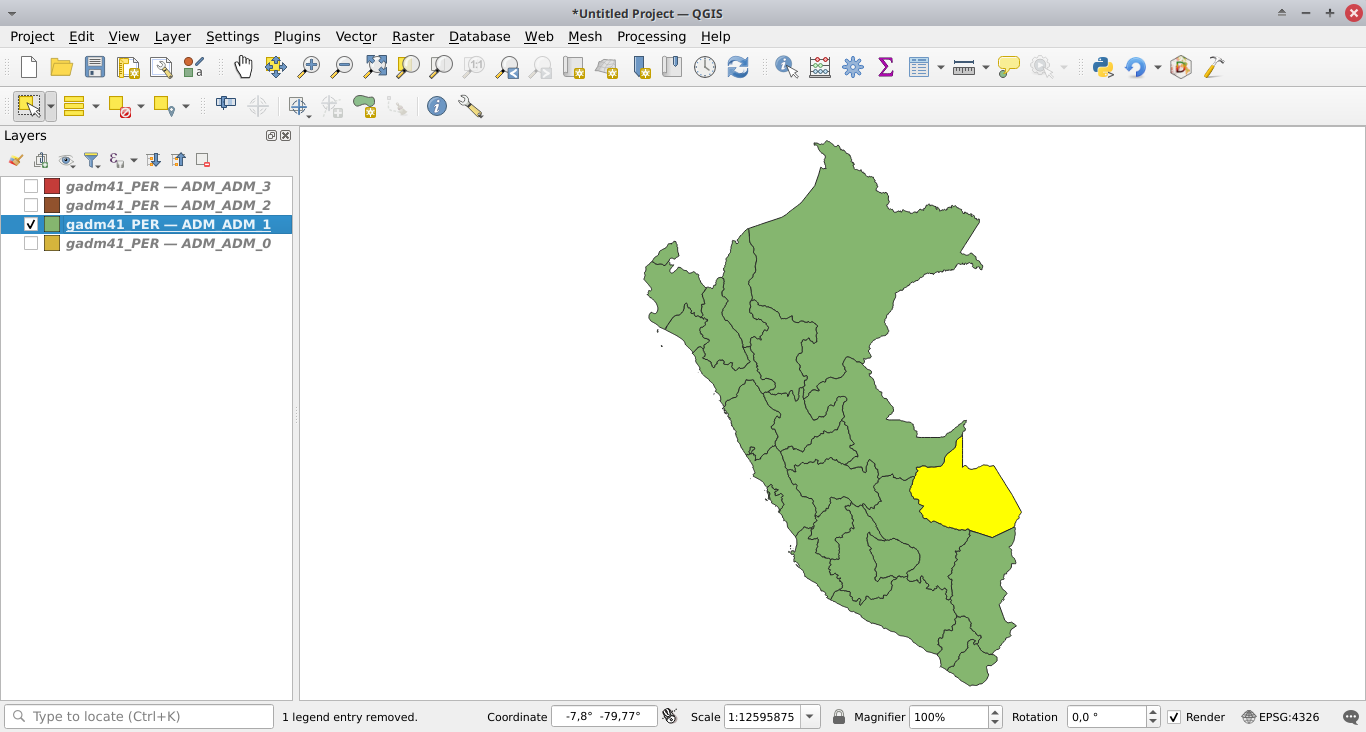 *Untitled Project — QGIS
Project Edit View Layer Settings Plugins Vector Raster Database Web Mesh Processing Help
Layers
gadm41_PER — ADM_ADM_3
gadm41_PER — ADM_ADM_2
gadm41_PER — ADM_ADM_1
gadm41_PER — ADM_ADM_0
Type to locate (Ctrl+K) 1 legend entry removed. Coordinate -7,8° -79,77° Scale 1:12595875 Magnifier 100% Rotation 0,0 ° Render EPSG:4326